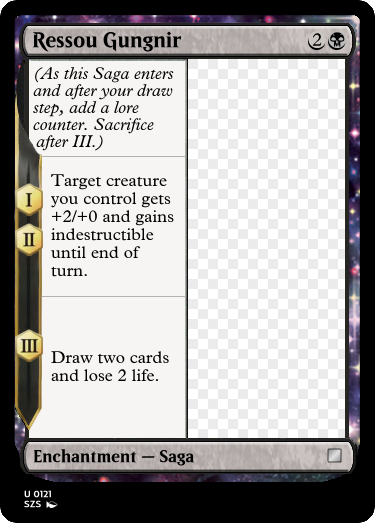 Ressou Gungnir 2
(As this Saga enters
and after your draw
step, add a lore
counter. Sacrifice
after III.)
I
II
Target creature
you control gets
+2/+0 and gains
indestructible
until end of
turn.
III
Draw two cards
and lose 2 life.
Enchantment — Saga
U 0121
SZS